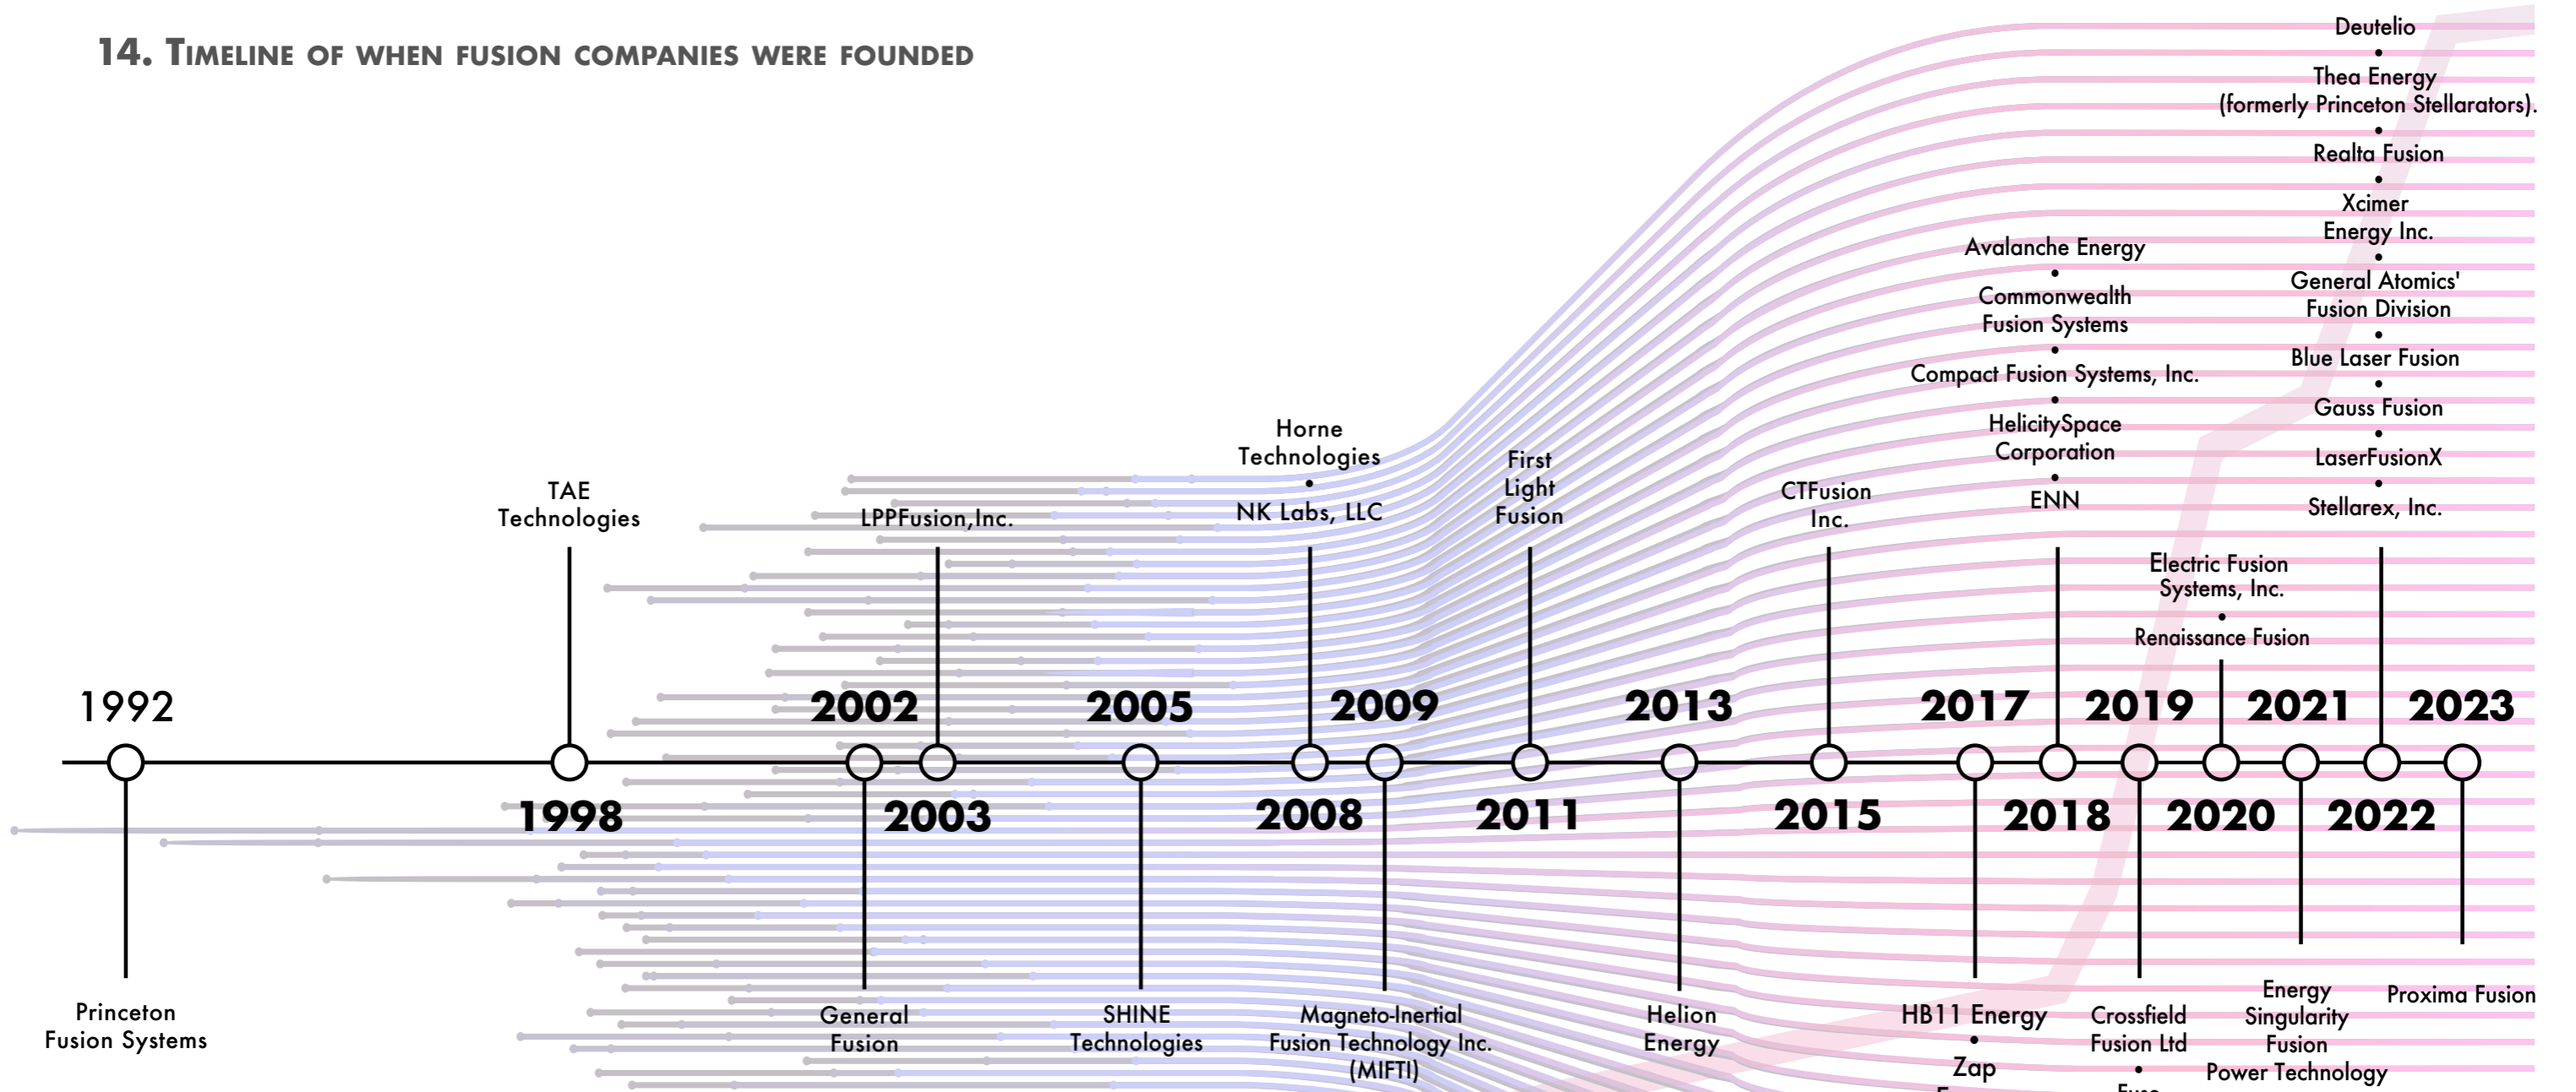 14. Timeline of when fusion companies were founded
Deutelio
•
Thea Energy
(formerly Princeton Stellarators).
•
Realta Fusion
•
Xcimer
Energy Inc.
•
General Atomics'
Fusion Division
•
Blue Laser Fusion
•
Gauss Fusion
•
LaserFusionX
•
Stellarex, Inc.
Avalanche Energy
•
Commonwealth
Fusion Systems
•
Compact Fusion Systems, Inc.
•
HelicitySpace
Corporation
•
ENN
Horne
Technologies
•
NK Labs, LLC
First
Light
Fusion
TAE
Technologies
LPPFusion,Inc.
CTFusion
Inc.
Electric Fusion
Systems, Inc.
•
Renaissance Fusion
1992
2002
2005
2009
2013
2017
2019
2021
2023
1998
2003
2008
2011
2015
2018
2020
2022
Princeton
Fusion Systems
General
Fusion
SHINE
Technologies
Magneto-Inertial
Fusion Technology Inc.
(MIFTI)
Helion
Energy
HB11 Energy
•
Zap
Crossfield
Fusion Ltd
•
Energy
Singularity
Fusion
Power Technology
Proxima Fusion